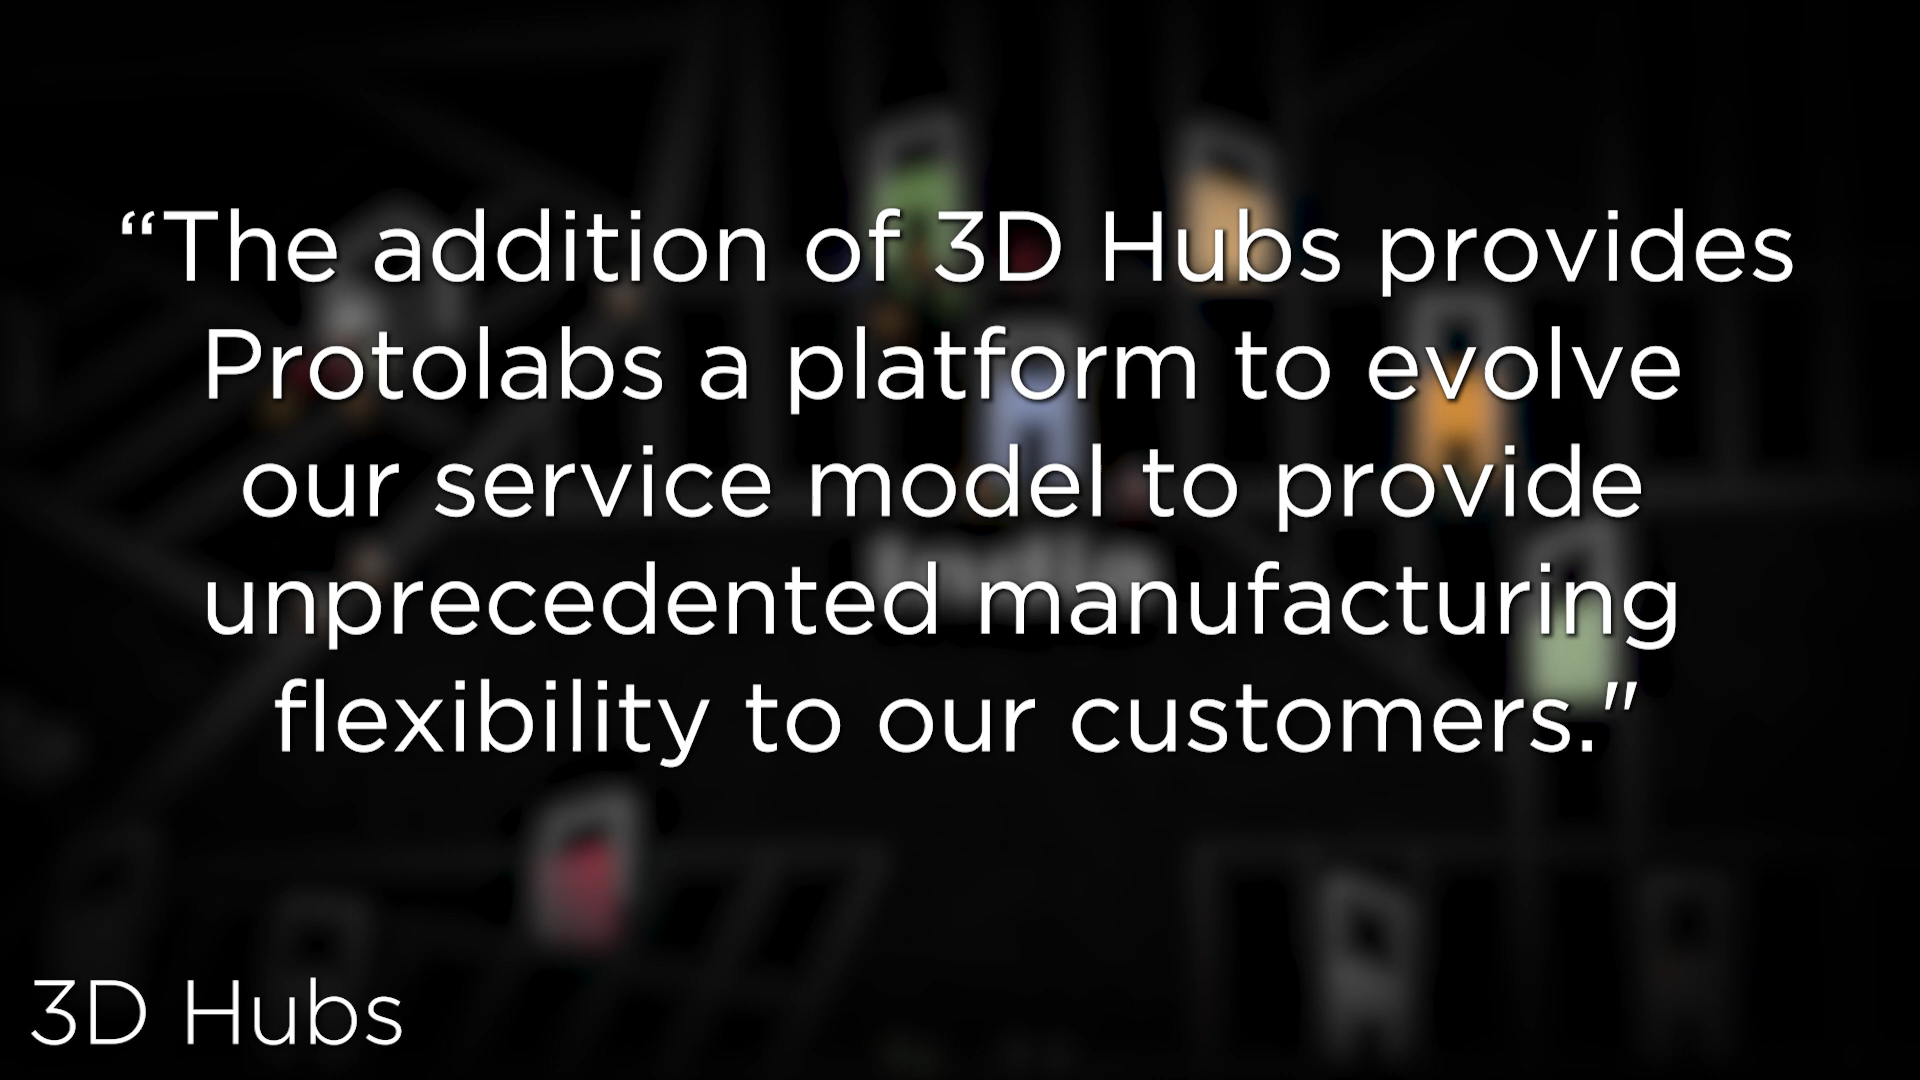 “The addition of 3D Hubs provides
Protolabs a platform to evolve
our service model to provide
unprecedented manufacturing
flexibility to our customers."
3D Hubs